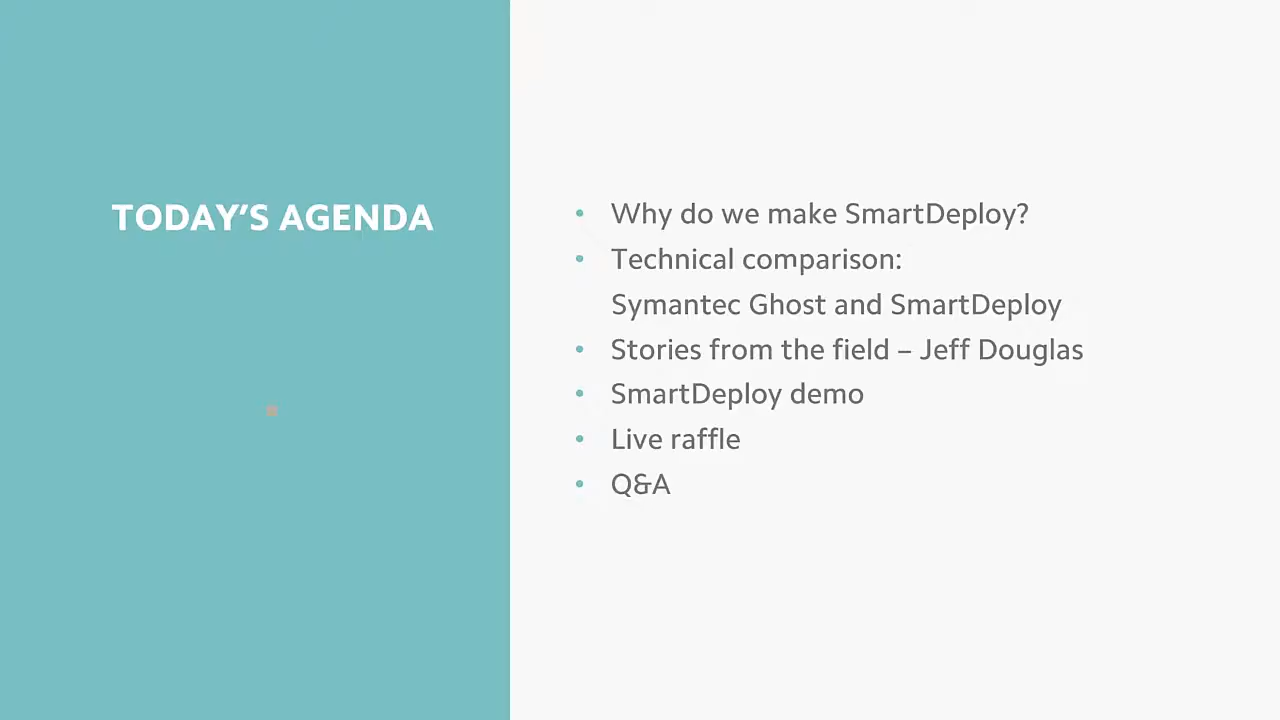 TODAY'S AGENDA
• Why do we make SmartDeploy?
• Technical comparison:
Symantec Ghost and SmartDeploy
• Stories from the field – Jeff Douglas
• SmartDeploy demo
• Live raffle
• Q&A